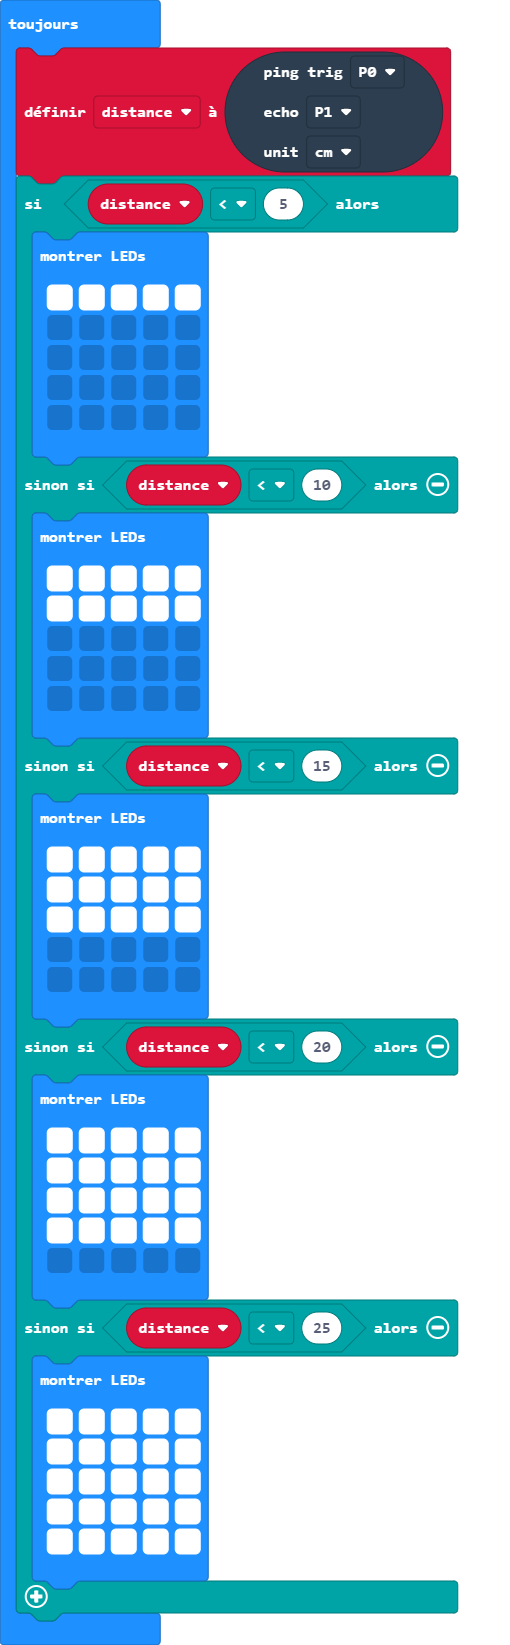 toujours
ping trig P0
définir distance à echo P1
unit cm
si distance < 5 alors
montrer LEDs
sinon si distance < 10 alors
montrer LEDs
sinon si distance < 15 alors
montrer LEDs
sinon si distance < 20 alors
montrer LEDs
sinon si distance < 25 alors
montrer LEDs